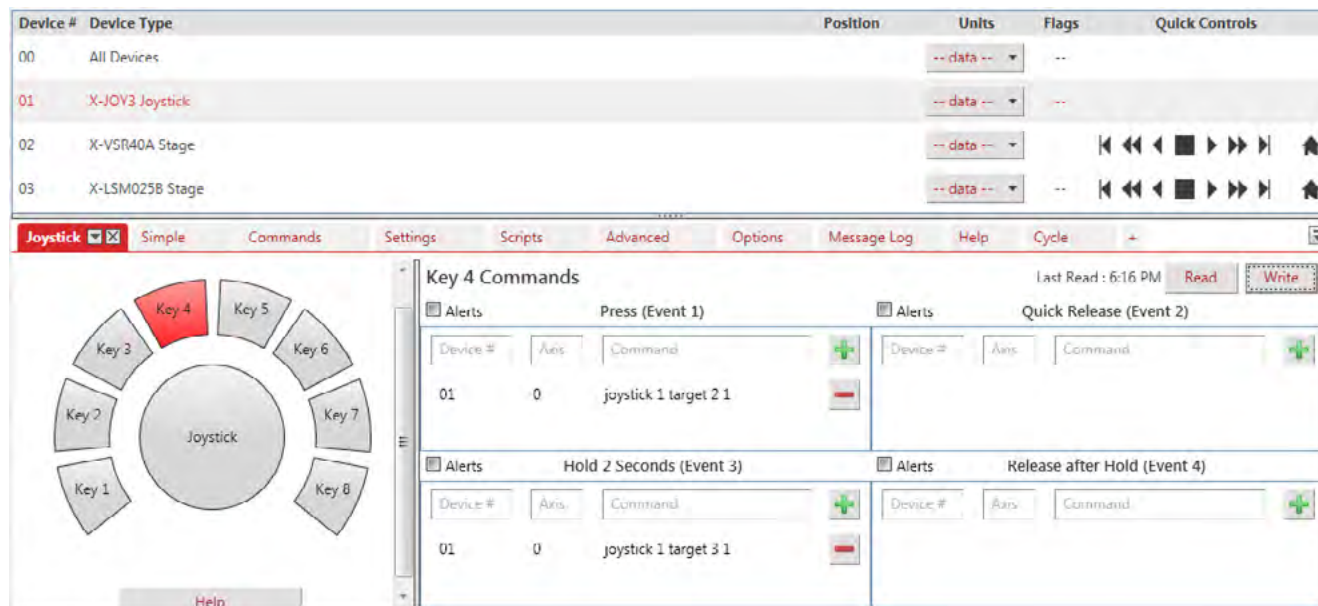 Device # Device Type Position Units Flags Quick Controls
00 All Devices -- data -- --
01 X-JOY3 Joystick -- data -- --
02 X-VSR40A Stage -- data --
03 X-LSM025B Stage -- data -- --
Joystick Simple Commands Settings Scripts Advanced Options Message Log Help Cycle +
Key 4 Commands Last Read : 6:16 PM Read Write
Alerts Press (Event 1) Alerts Quick Release (Event 2)
Device # Axis Command Device # Axis Command
01 0 joystick 1 target 2 1
Alerts Hold 2 Seconds (Event 3) Alerts Release after Hold (Event 4)
Device # Axis Command Device # Axis Command
01 0 joystick 1 target 3 1
Key 4 Key 5
Key 3 Key 6
Key 2 Key 7
Joystick
Key 1 Key 8
Help